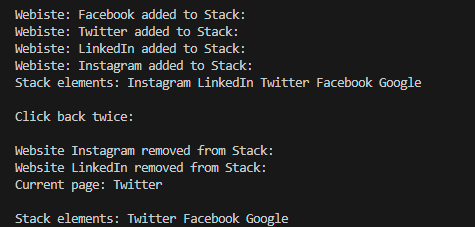 Webiste: Facebook added to Stack:
Webiste: Twitter added to Stack:
Webiste: LinkedIn added to Stack:
Webiste: Instagram added to Stack:
Stack elements: Instagram LinkedIn Twitter Facebook Google
Click back twice:
Website Instagram removed from Stack:
Website LinkedIn removed from Stack:
Current page: Twitter
Stack elements: Twitter Facebook Google